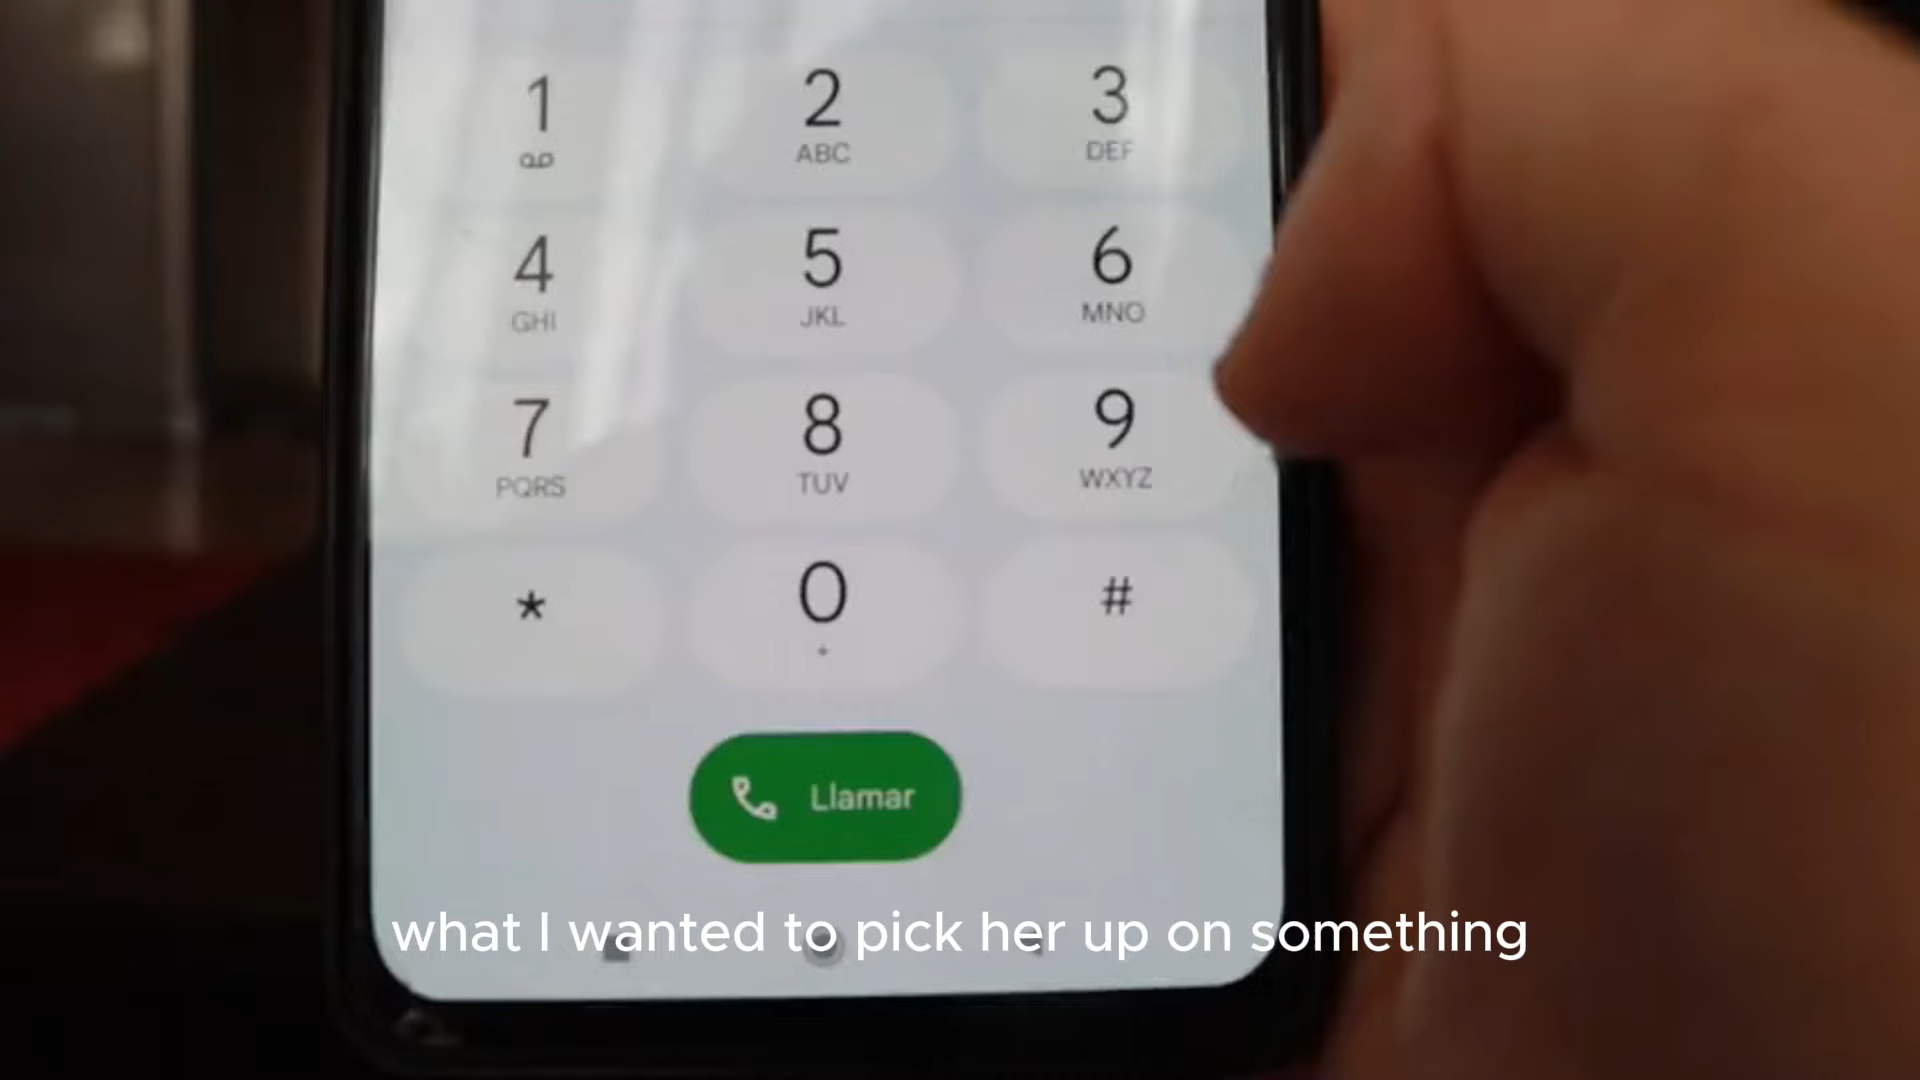 1 2 3
ABC DEF
4 5 6
GHI JKL MNO
7 8 9
PQRS TUV WXYZ
* 0 #
+
Llamar
what I wanted to pick her up on something